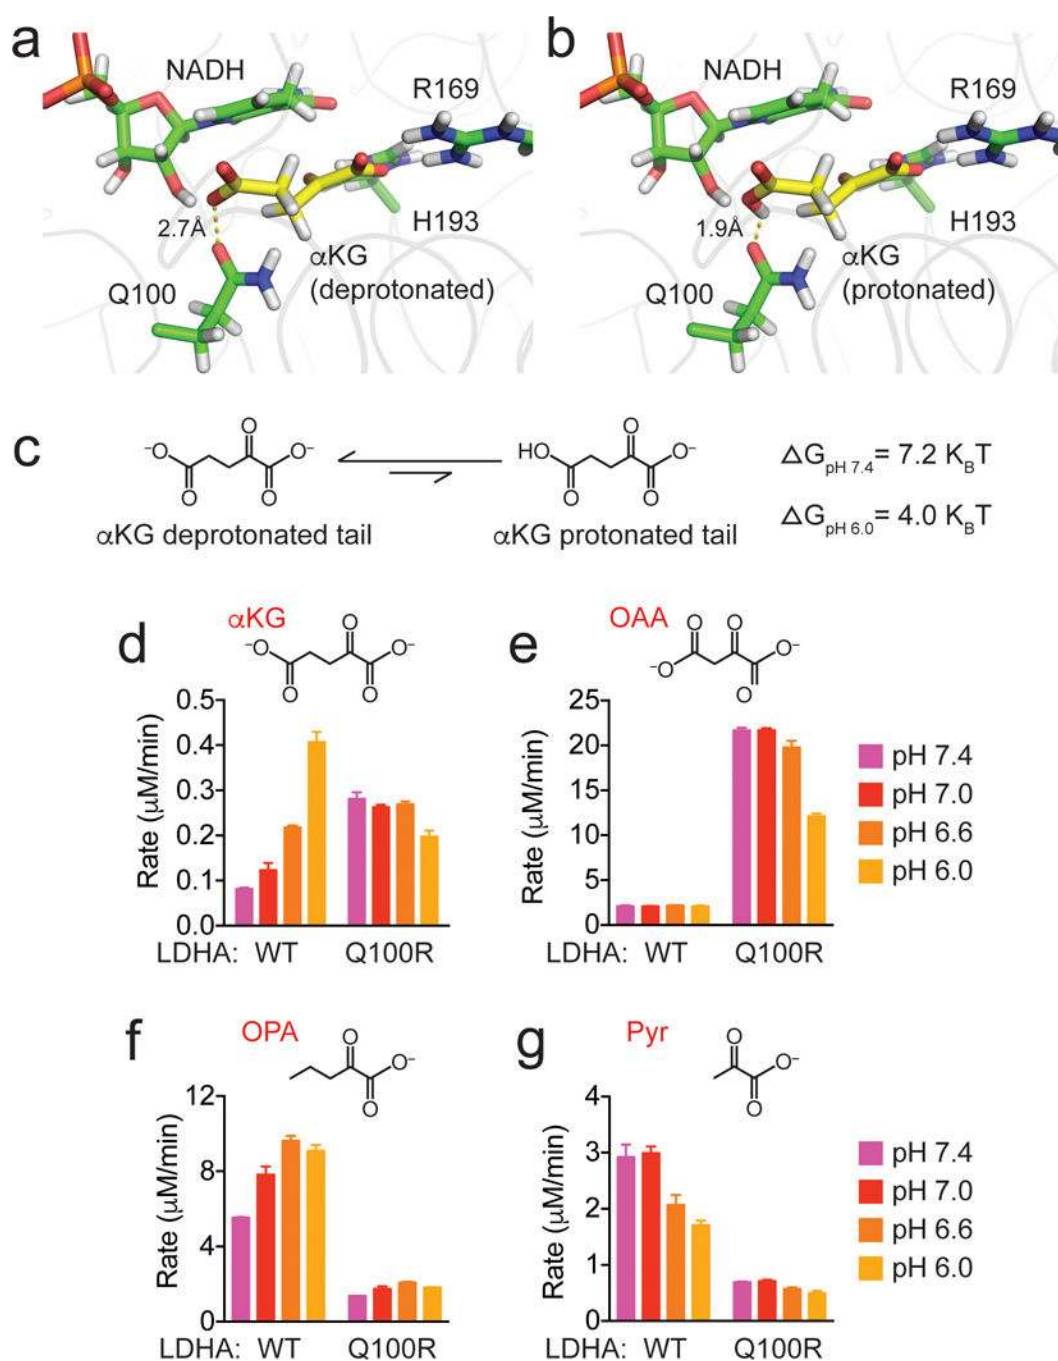 a
NADH
R169
2.7Å
H193
Q100
αKG
(deprotonated)
b
NADH
R169
1.9Å
H193
Q100
αKG
(protonated)
c
⁻O
O
O⁻
O
O
αKG deprotonated tail
HO
O
O⁻
O
O
αKG protonated tail
△G pH 7.4 = 7.2 K_BT
△G pH 6.0 = 4.0 K_BT
d
αKG
⁻O
O
O⁻
O
O
Rate (μM/min)
0.5
0.4
0.3
0.2
0.1
0.0
LDHA: WT Q100R
e
OAA
O
O
⁻O
O⁻
O
Rate (μM/min)
25
20
15
10
5
0
LDHA: WT Q100R
pH 7.4
pH 7.0
pH 6.6
pH 6.0
f
OPA
O
O⁻
O
Rate (μM/min)
12
8
4
0
LDHA: WT Q100R
g
Pyr
O
O⁻
O
Rate (μM/min)
4
3
2
1
0
LDHA: WT Q100R
pH 7.4
pH 7.0
pH 6.6
pH 6.0